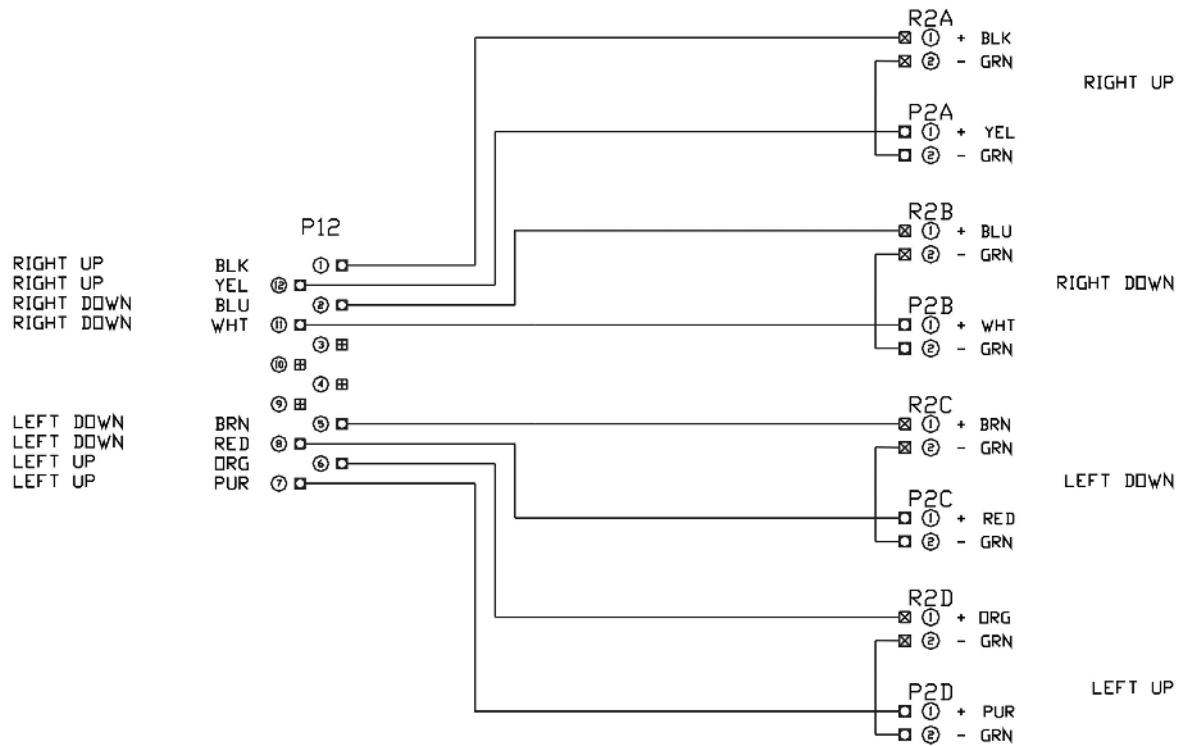 R2A
1 + BLK
2 - GRN
RIGHT UP
P2A
1 + YEL
2 - GRN
R2B
1 + BLU
2 - GRN
RIGHT DOWN
P2B
1 + WHT
2 - GRN
P12
RIGHT UP BLK 1
RIGHT UP YEL 12
RIGHT DOWN BLU 2
RIGHT DOWN WHT 11
3
10
4
9
LEFT DOWN BRN 5
LEFT DOWN RED 8
LEFT UP ORG 6
LEFT UP PUR 7
R2C
1 + BRN
2 - GRN
LEFT DOWN
P2C
1 + RED
2 - GRN
R2D
1 + ORG
2 - GRN
LEFT UP
P2D
1 + PUR
2 - GRN